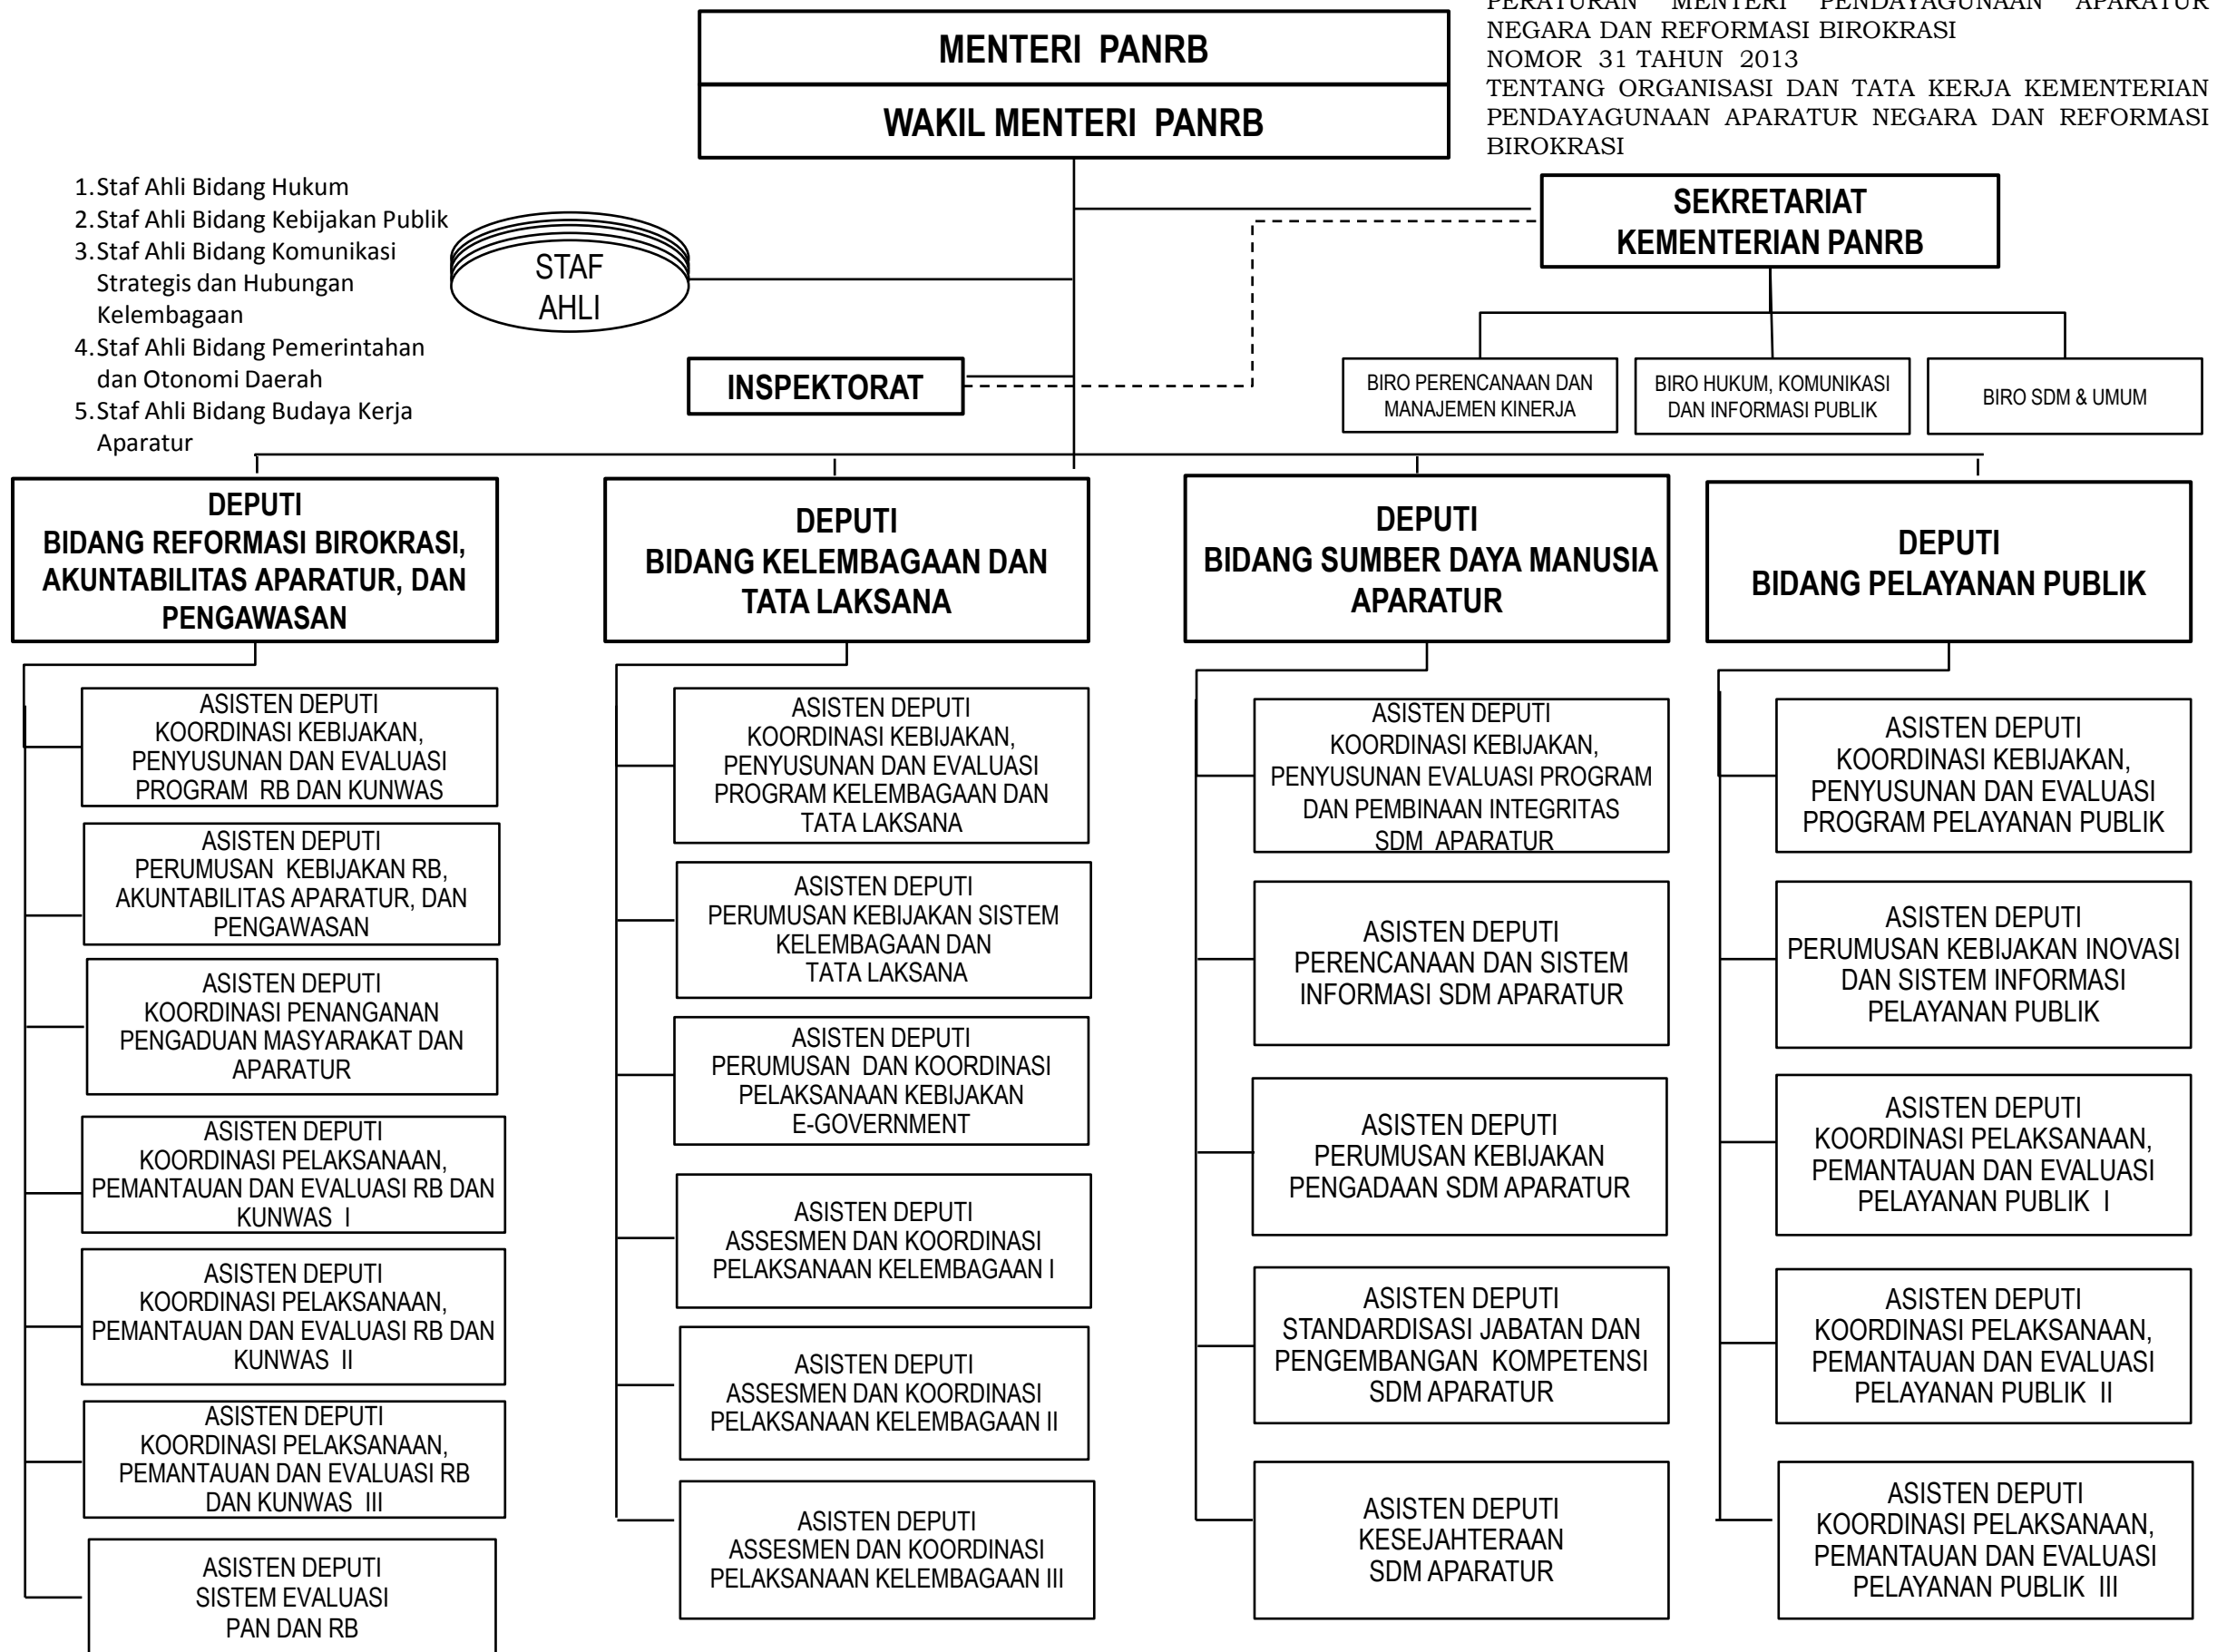 PERATURAN MENTERI PENDAYAGUNAAN APARATUR
NEGARA DAN REFORMASI BIROKRASI
NOMOR 31 TAHUN 2013
TENTANG ORGANISASI DAN TATA KERJA KEMENTERIAN
PENDAYAGUNAAN APARATUR NEGARA DAN REFORMASI
BIROKRASI
MENTERI PANRB
WAKIL MENTERI PANRB
1.Staf Ahli Bidang Hukum
2.Staf Ahli Bidang Kebijakan Publik
3.Staf Ahli Bidang Komunikasi
Strategis dan Hubungan
Kelembagaan
4.Staf Ahli Bidang Pemerintahan
dan Otonomi Daerah
5.Staf Ahli Bidang Budaya Kerja
Aparatur
STAF
AHLI
INSPEKTORAT
SEKRETARIAT
KEMENTERIAN PANRB
BIRO PERENCANAAN DAN
MANAJEMEN KINERJA
BIRO HUKUM, KOMUNIKASI
DAN INFORMASI PUBLIK
BIRO SDM & UMUM
DEPUTI
BIDANG REFORMASI BIROKRASI,
AKUNTABILITAS APARATUR, DAN
PENGAWASAN
ASISTEN DEPUTI
KOORDINASI KEBIJAKAN,
PENYUSUNAN DAN EVALUASI
PROGRAM RB DAN KUNWAS
ASISTEN DEPUTI
PERUMUSAN KEBIJAKAN RB,
AKUNTABILITAS APARATUR, DAN
PENGAWASAN
ASISTEN DEPUTI
KOORDINASI PENANGANAN
PENGADUAN MASYARAKAT DAN
APARATUR
ASISTEN DEPUTI
KOORDINASI PELAKSANAAN,
PEMANTAUAN DAN EVALUASI RB DAN
KUNWAS I
ASISTEN DEPUTI
KOORDINASI PELAKSANAAN,
PEMANTAUAN DAN EVALUASI RB DAN
KUNWAS II
ASISTEN DEPUTI
KOORDINASI PELAKSANAAN,
PEMANTAUAN DAN EVALUASI RB
DAN KUNWAS III
ASISTEN DEPUTI
SISTEM EVALUASI
PAN DAN RB
DEPUTI
BIDANG KELEMBAGAAN DAN
TATA LAKSANA
ASISTEN DEPUTI
KOORDINASI KEBIJAKAN,
PENYUSUNAN DAN EVALUASI
PROGRAM KELEMBAGAAN DAN
TATA LAKSANA
ASISTEN DEPUTI
PERUMUSAN KEBIJAKAN SISTEM
KELEMBAGAAN DAN
TATA LAKSANA
ASISTEN DEPUTI
PERUMUSAN DAN KOORDINASI
PELAKSANAAN KEBIJAKAN
E-GOVERNMENT
ASISTEN DEPUTI
ASSESMEN DAN KOORDINASI
PELAKSANAAN KELEMBAGAAN I
ASISTEN DEPUTI
ASSESMEN DAN KOORDINASI
PELAKSANAAN KELEMBAGAAN II
ASISTEN DEPUTI
ASSESMEN DAN KOORDINASI
PELAKSANAAN KELEMBAGAAN III
DEPUTI
BIDANG SUMBER DAYA MANUSIA
APARATUR
ASISTEN DEPUTI
KOORDINASI KEBIJAKAN,
PENYUSUNAN EVALUASI PROGRAM
DAN PEMBINAAN INTEGRITAS
SDM APARATUR
ASISTEN DEPUTI
PERENCANAAN DAN SISTEM
INFORMASI SDM APARATUR
ASISTEN DEPUTI
PERUMUSAN KEBIJAKAN
PENGADAAN SDM APARATUR
ASISTEN DEPUTI
STANDARDISASI JABATAN DAN
PENGEMBANGAN KOMPETENSI
SDM APARATUR
ASISTEN DEPUTI
KESEJAHTERAAN
SDM APARATUR
DEPUTI
BIDANG PELAYANAN PUBLIK
ASISTEN DEPUTI
KOORDINASI KEBIJAKAN,
PENYUSUNAN DAN EVALUASI
PROGRAM PELAYANAN PUBLIK
ASISTEN DEPUTI
PERUMUSAN KEBIJAKAN INOVASI
DAN SISTEM INFORMASI
PELAYANAN PUBLIK
ASISTEN DEPUTI
KOORDINASI PELAKSANAAN,
PEMANTAUAN DAN EVALUASI
PELAYANAN PUBLIK I
ASISTEN DEPUTI
KOORDINASI PELAKSANAAN,
PEMANTAUAN DAN EVALUASI
PELAYANAN PUBLIK II
ASISTEN DEPUTI
KOORDINASI PELAKSANAAN,
PEMANTAUAN DAN EVALUASI
PELAYANAN PUBLIK III